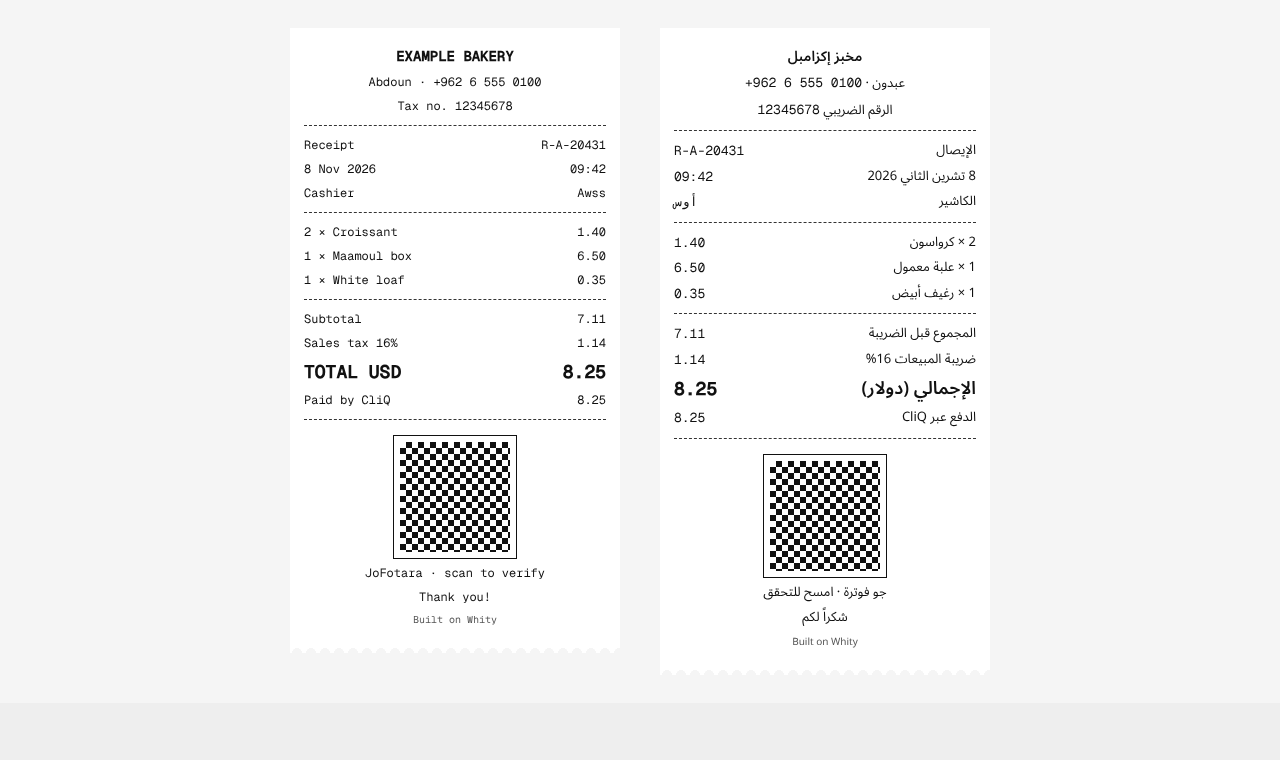 EXAMPLE BAKERY
Abdoun · +962 6 555 0100
Tax no. 12345678
Receipt R-A-20431
8 Nov 2026 09:42
Cashier Awss
2 × Croissant 1.40
1 × Maamoul box 6.50
1 × White loaf 0.35
Subtotal 7.11
Sales tax 16% 1.14
TOTAL USD 8.25
Paid by CliQ 8.25
JoFotara · scan to verify
Thank you!
Built on Whity
مخبز إكزامبل
عبدون · ‎+962 6 555 0100
الرقم الضريبي 12345678
الإيصال R-A-20431
8 تشرين الثاني 2026 09:42
الكاشير أوس
2 × كرواسون 1.40
1 × علبة معمول 6.50
1 × رغيف أبيض 0.35
المجموع قبل الضريبة 7.11
ضريبة المبيعات 16% 1.14
الإجمالي (دولار) 8.25
الدفع عبر CliQ 8.25
جو فوترة · امسح للتحقق
شكراً لكم
Built on Whity